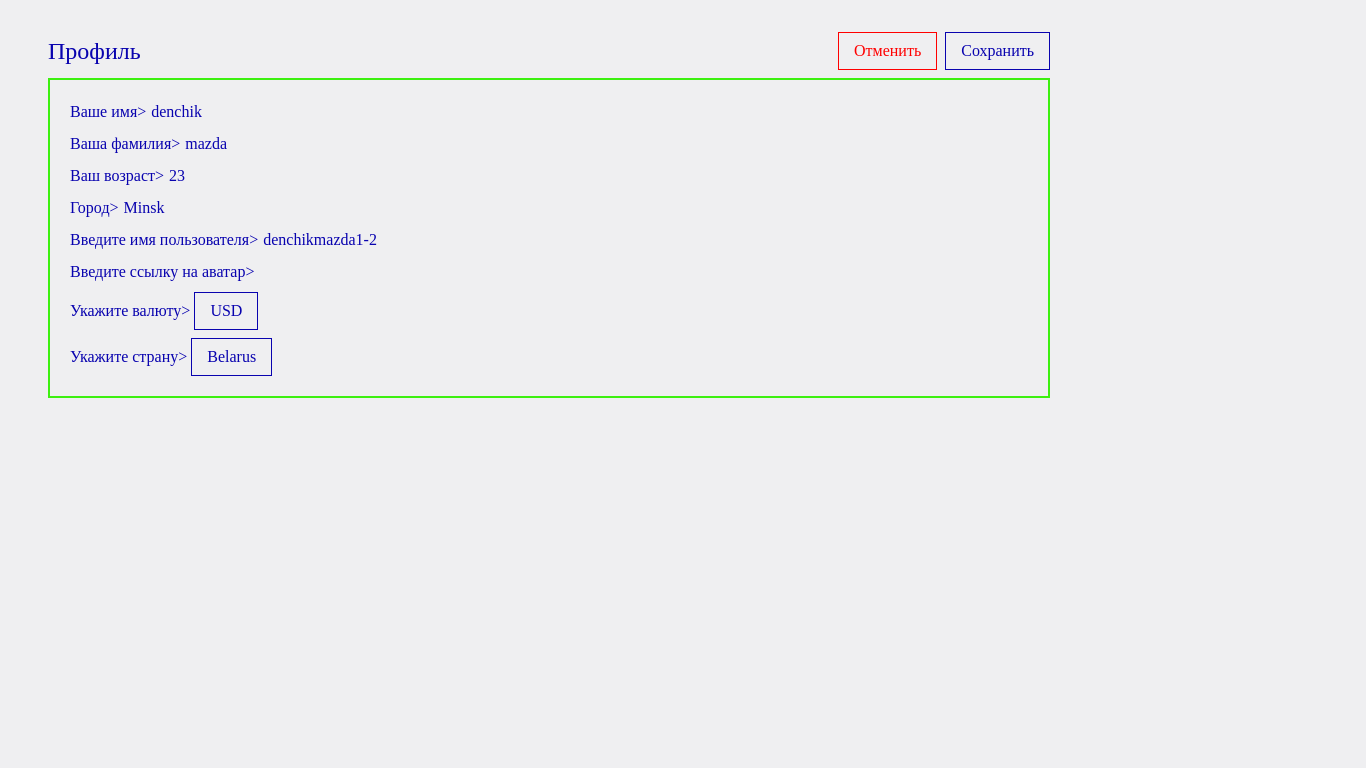 Профиль
Отменить
Сохранить
Ваше имя> denchik
Ваша фамилия> mazda
Ваш возраст> 23
Город> Minsk
Введите имя пользователя> denchikmazda1-2
Введите ссылку на аватар>
Укажите валюту> USD
Укажите страну> Belarus